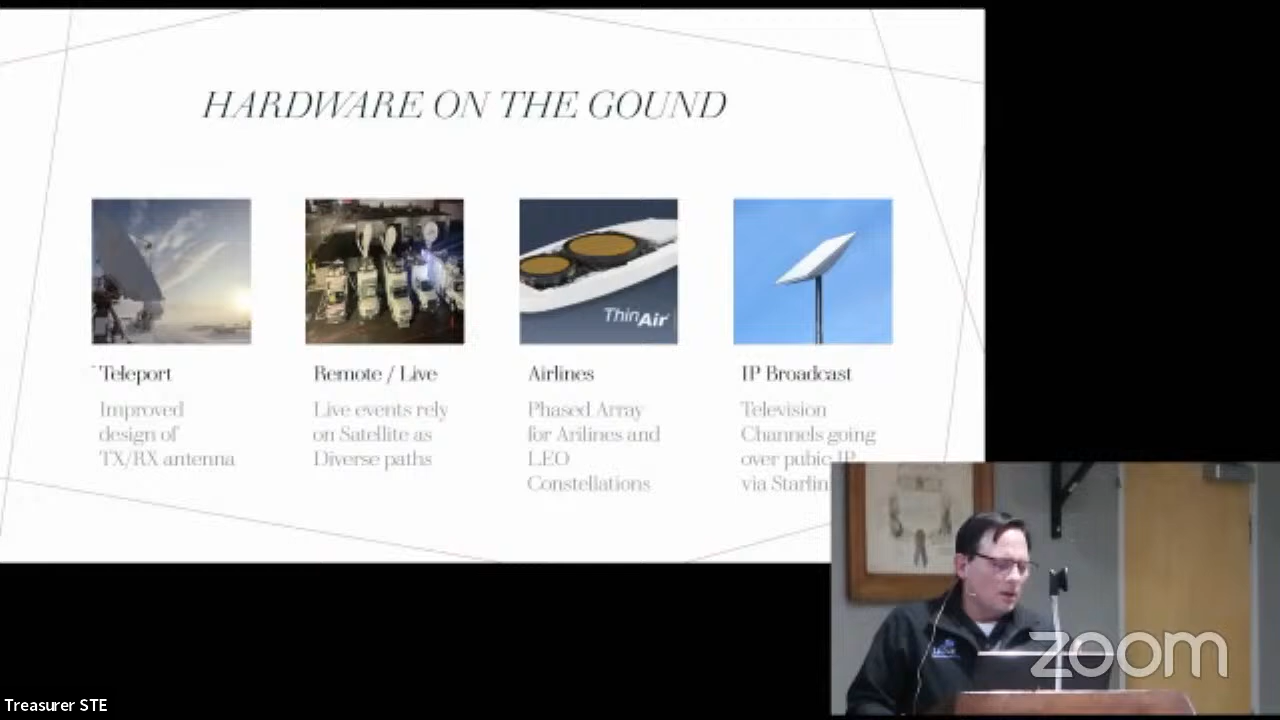 HARDWARE ON THE GOUND
ThinAir
Teleport
Improved
design of
TX/RX antenna
Remote / Live
Live events rely
on Satellite as
Diverse paths
Airlines
Phased Array
for Arilines and
LEO
Constellations
IP Broadcast
Television
Channels going
over pubic IP
via Starlin
zoom
Treasurer STE